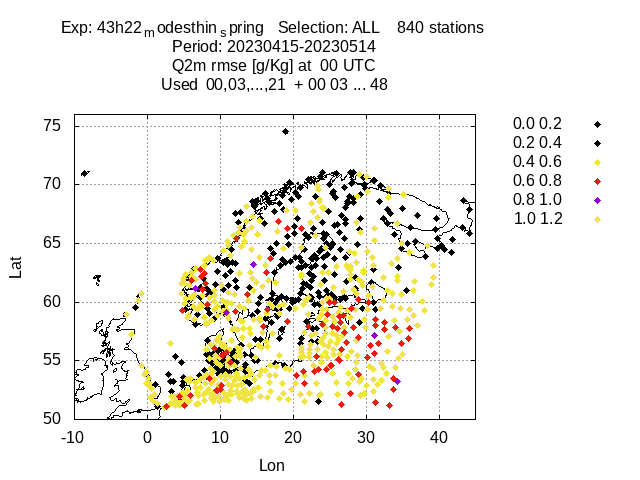 Exp: 43h22modesthinspring Selection: ALL 840 stations
Period: 20230415-20230514
Q2m rmse [g/Kg] at 00 UTC
Used 00,03,...,21 + 00 03 ... 48
75
70
65
60
55
50
-10 0 10 20 30 40
Lat
Lon
0.0 0.2
0.2 0.4
0.4 0.6
0.6 0.8
0.8 1.0
1.0 1.2